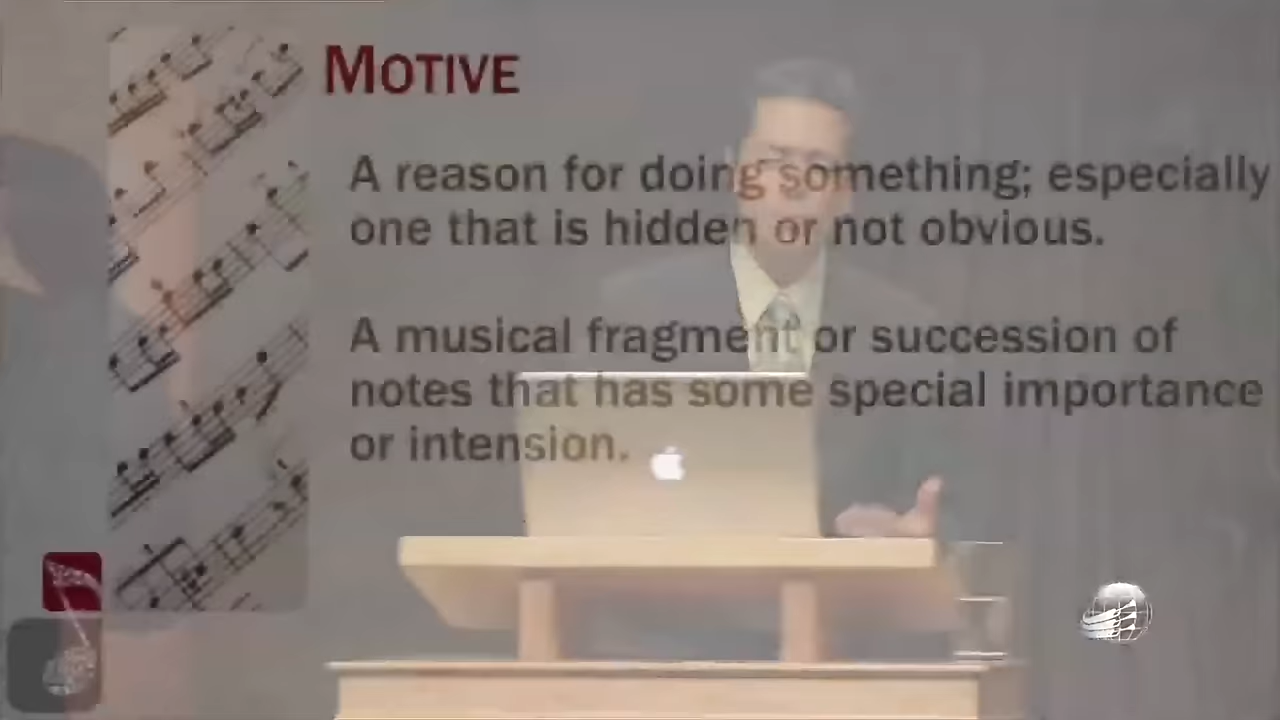 MOTIVE
A reason for doing something; especially
one that is hidden or not obvious.
A musical fragment or succession of
notes that has some special importance
or intension.